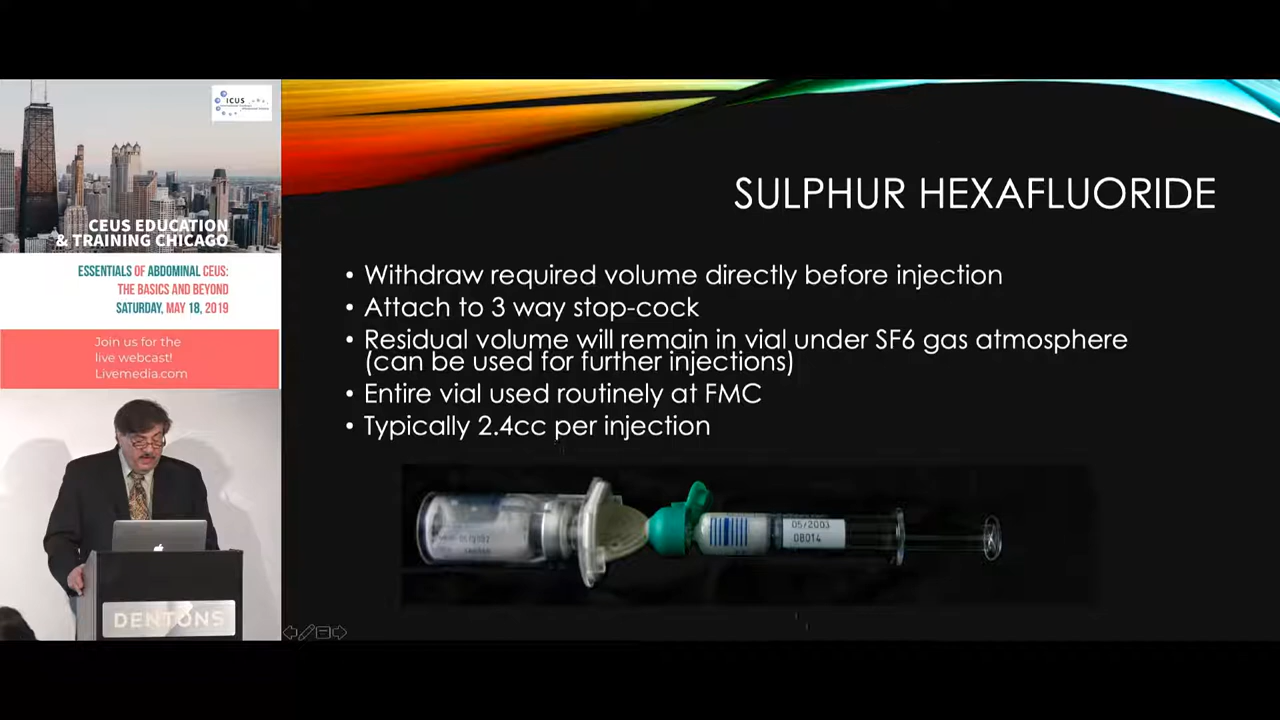 ICUS
CEUS EDUCATION
& TRAINING CHICAGO
ESSENTIALS OF ABDOMINAL CEUS:
THE BASICS AND BEYOND
SATURDAY, MAY 18, 2019
Join us for the
live webcast!
Livemedia.com
DENTONS
SULPHUR HEXAFLUORIDE
• Withdraw required volume directly before injection
• Attach to 3 way stop-cock
• Residual volume will remain in vial under SF6 gas atmosphere
(can be used for further injections)
• Entire vial used routinely at FMC
• Typically 2.4cc per injection
05/2003
08014